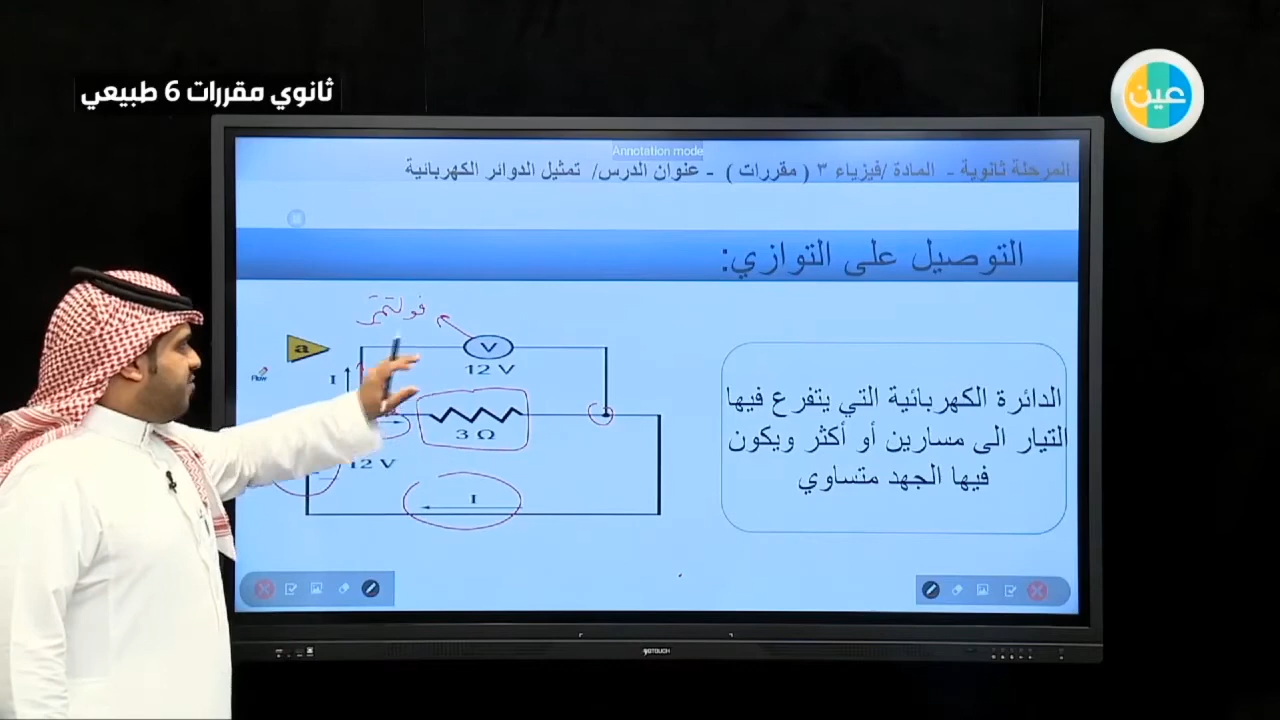 ثانوي مقررات 6 طبيعي
عين
Annotation mode
المرحلة ثانوية - المادة /فيزياء ٣ ( مقررات ) - عنوان الدرس/ تمثيل الدوائر الكهربائية
التوصيل على التوازي:
الدائرة الكهربائية التي يتفرع فيها
التيار الى مسارين أو أكثر ويكون
فيها الجهد متساوي
فولتمتر
a
V
12 V
I
3 Ω
12 V
I